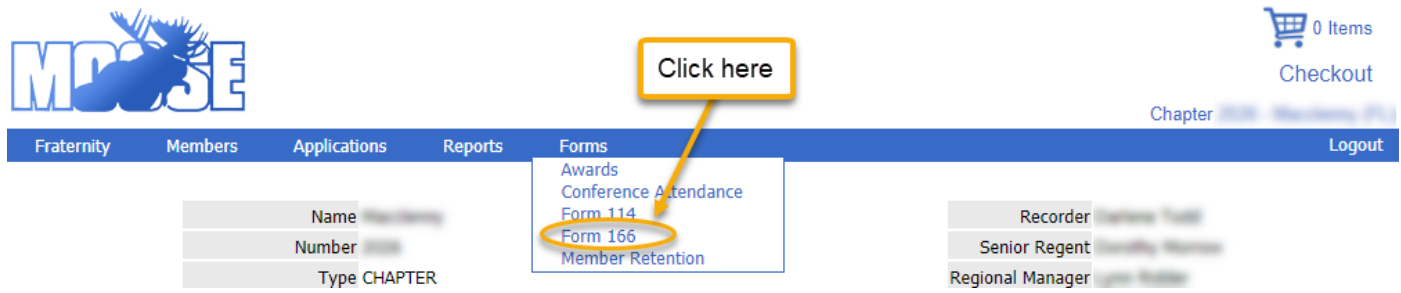 MOOSE
0 Items
Click here
Checkout
Chapter
Fraternity Members Applications Reports Forms Logout
Awards
Conference Attendance
Form 114
Form 166
Member Retention
Name
Number
Type CHAPTER
Recorder
Senior Regent
Regional Manager